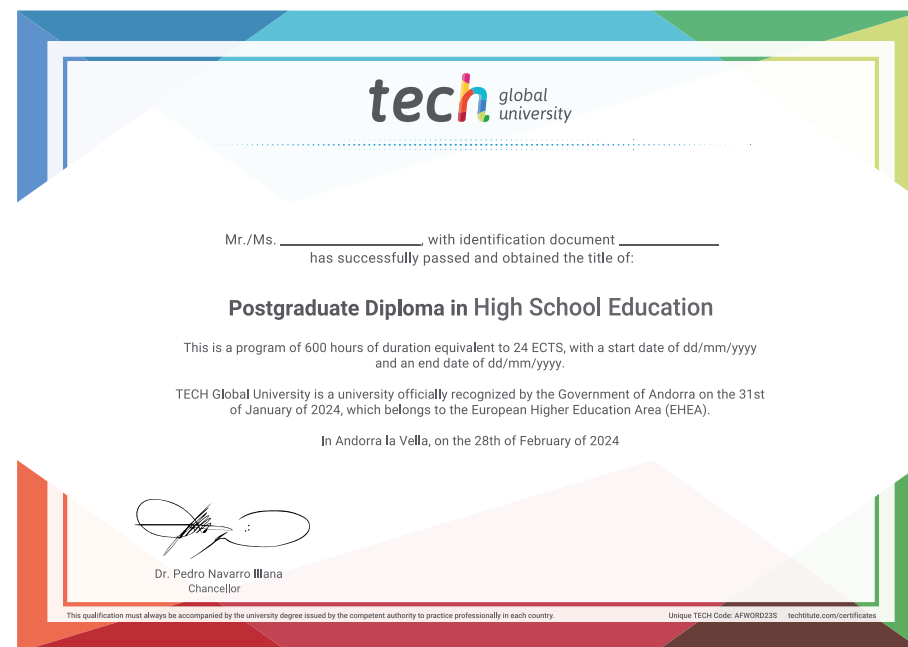 tech global university
Mr./Ms. ____________________, with identification document ______________
has successfully passed and obtained the title of:
Postgraduate Diploma in High School Education
This is a program of 600 hours of duration equivalent to 24 ECTS, with a start date of dd/mm/yyyy
and an end date of dd/mm/yyyy.
TECH Global University is a university officially recognized by the Government of Andorra on the 31st
of January of 2024, which belongs to the European Higher Education Area (EHEA).
In Andorra la Vella, on the 28th of February of 2024
Dr. Pedro Navarro Illana
Chancellor
This qualification must always be accompanied by the university degree issued by the competent authority to practice professionally in each country. Unique TECH Code: AFWORD23S techtitute.com/certificates